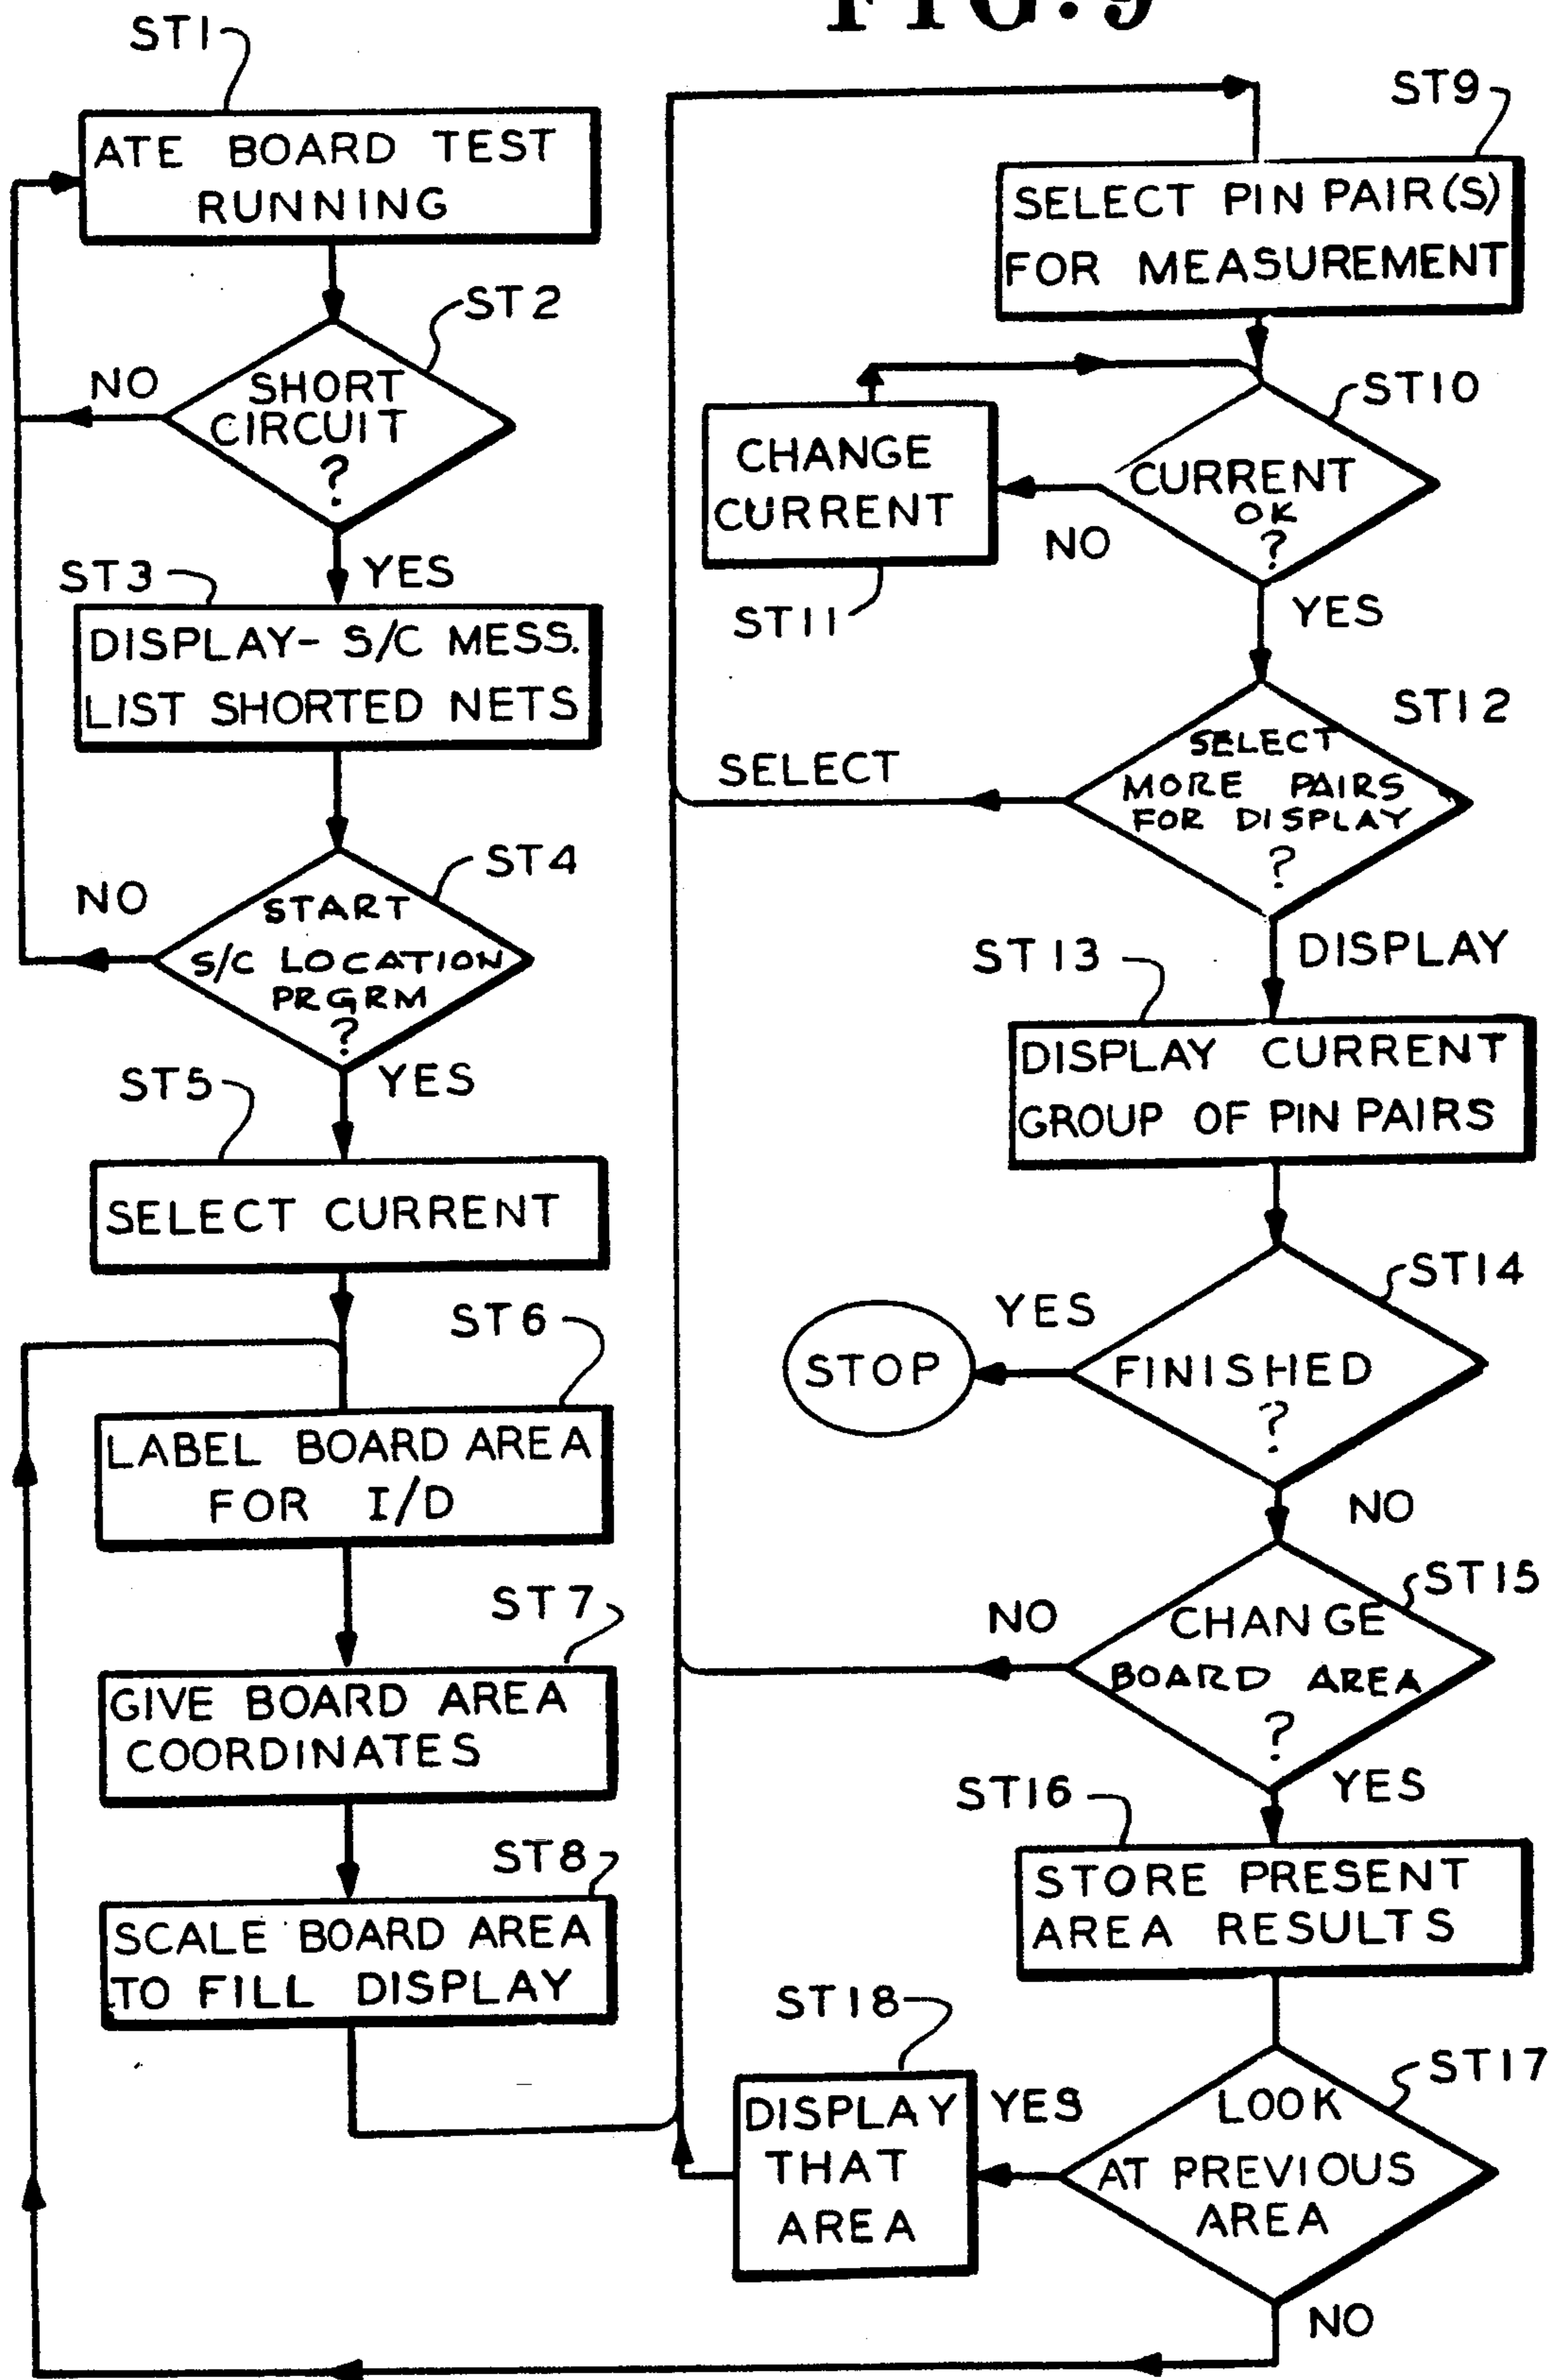 FIG. 9
ST1
ATE BOARD TEST
RUNNING
ST2
SHORT
CIRCUIT
?
NO
YES
ST3
DISPLAY- S/C MESS.
LIST SHORTED NETS
ST4
START
S/C LOCATION
PRGRM
?
NO
YES
ST5
SELECT CURRENT
ST6
LABEL BOARD AREA
FOR I/D
ST7
GIVE BOARD AREA
COORDINATES
ST8
SCALE BOARD AREA
TO FILL DISPLAY
ST9
SELECT PIN PAIR(S)
FOR MEASUREMENT
ST10
CURRENT
OK
?
NO
YES
CHANGE
CURRENT
ST11
ST12
SELECT
MORE PAIRS
FOR DISPLAY
?
SELECT
DISPLAY
ST13
DISPLAY CURRENT
GROUP OF PIN PAIRS
ST14
FINISHED
?
YES
STOP
NO
ST15
CHANGE
BOARD AREA
?
NO
YES
ST16
STORE PRESENT
AREA RESULTS
ST17
LOOK
AT PREVIOUS
AREA
YES
NO
ST18
DISPLAY
THAT
AREA